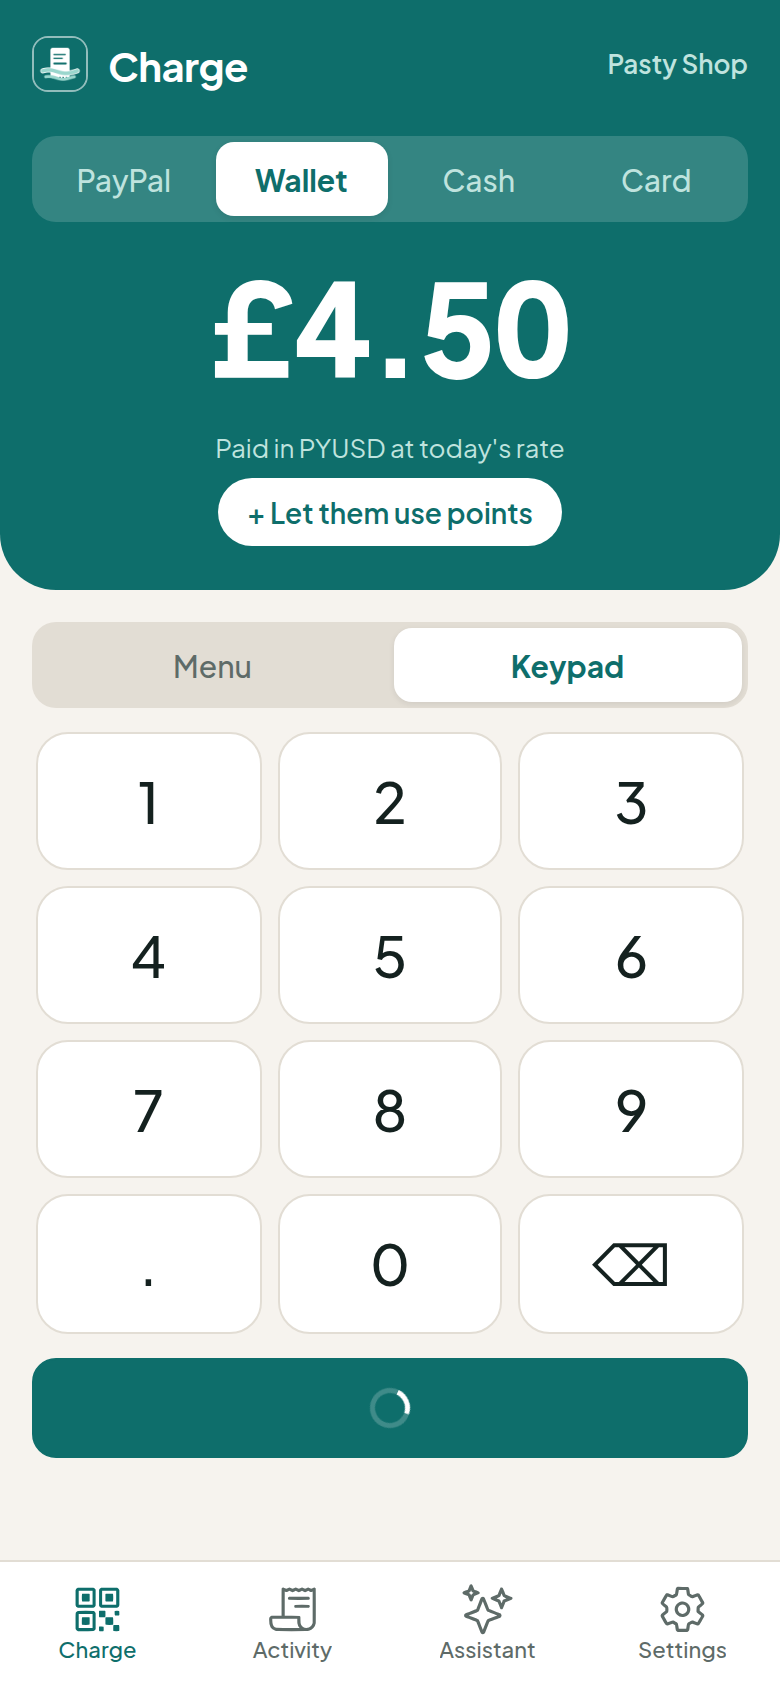 Charge
Pasty Shop
PayPal Wallet Cash Card
£4.50
Paid in PYUSD at today's rate
+ Let them use points
Menu Keypad
1 2 3
4 5 6
7 8 9
. 0 ⌫
Charge Activity Assistant Settings